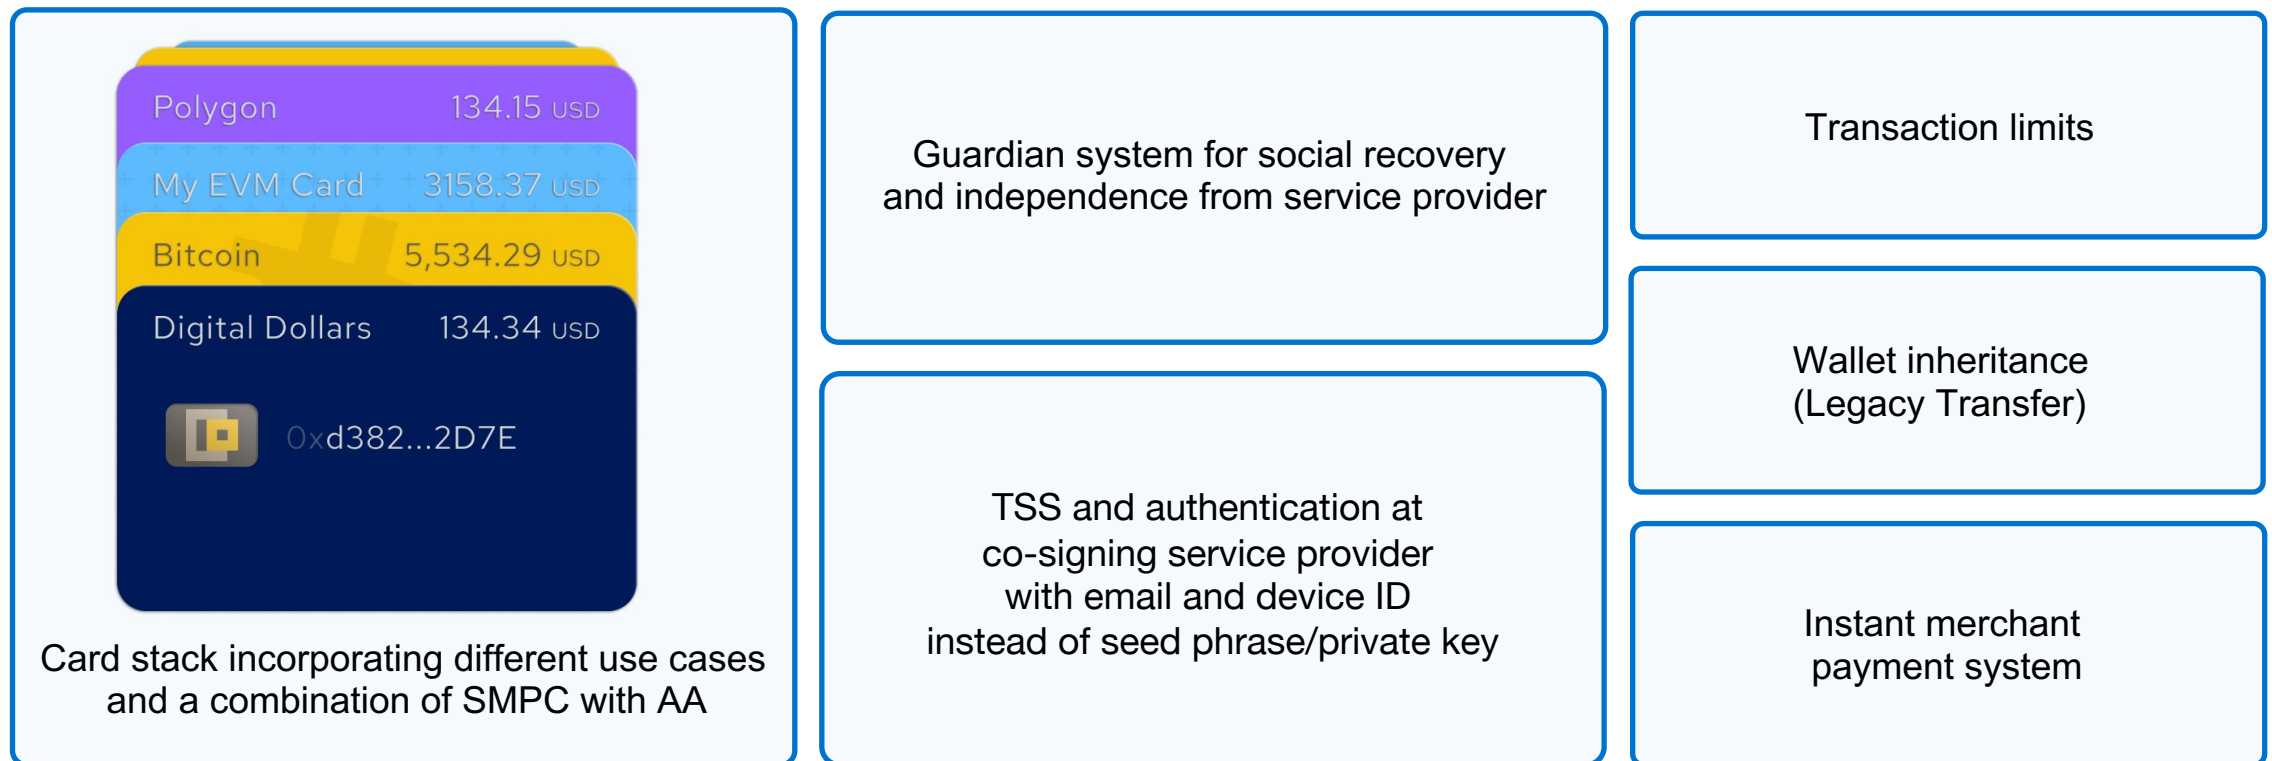 Polygon 134.15 USD
My EVM Card 3158.37 USD
Bitcoin 5,534.29 USD
Digital Dollars 134.34 USD
0xd382...2D7E
Card stack incorporating different use cases
and a combination of SMPC with AA
Guardian system for social recovery
and independence from service provider
TSS and authentication at
co-signing service provider
with email and device ID
instead of seed phrase/private key
Transaction limits
Wallet inheritance
(Legacy Transfer)
Instant merchant
payment system